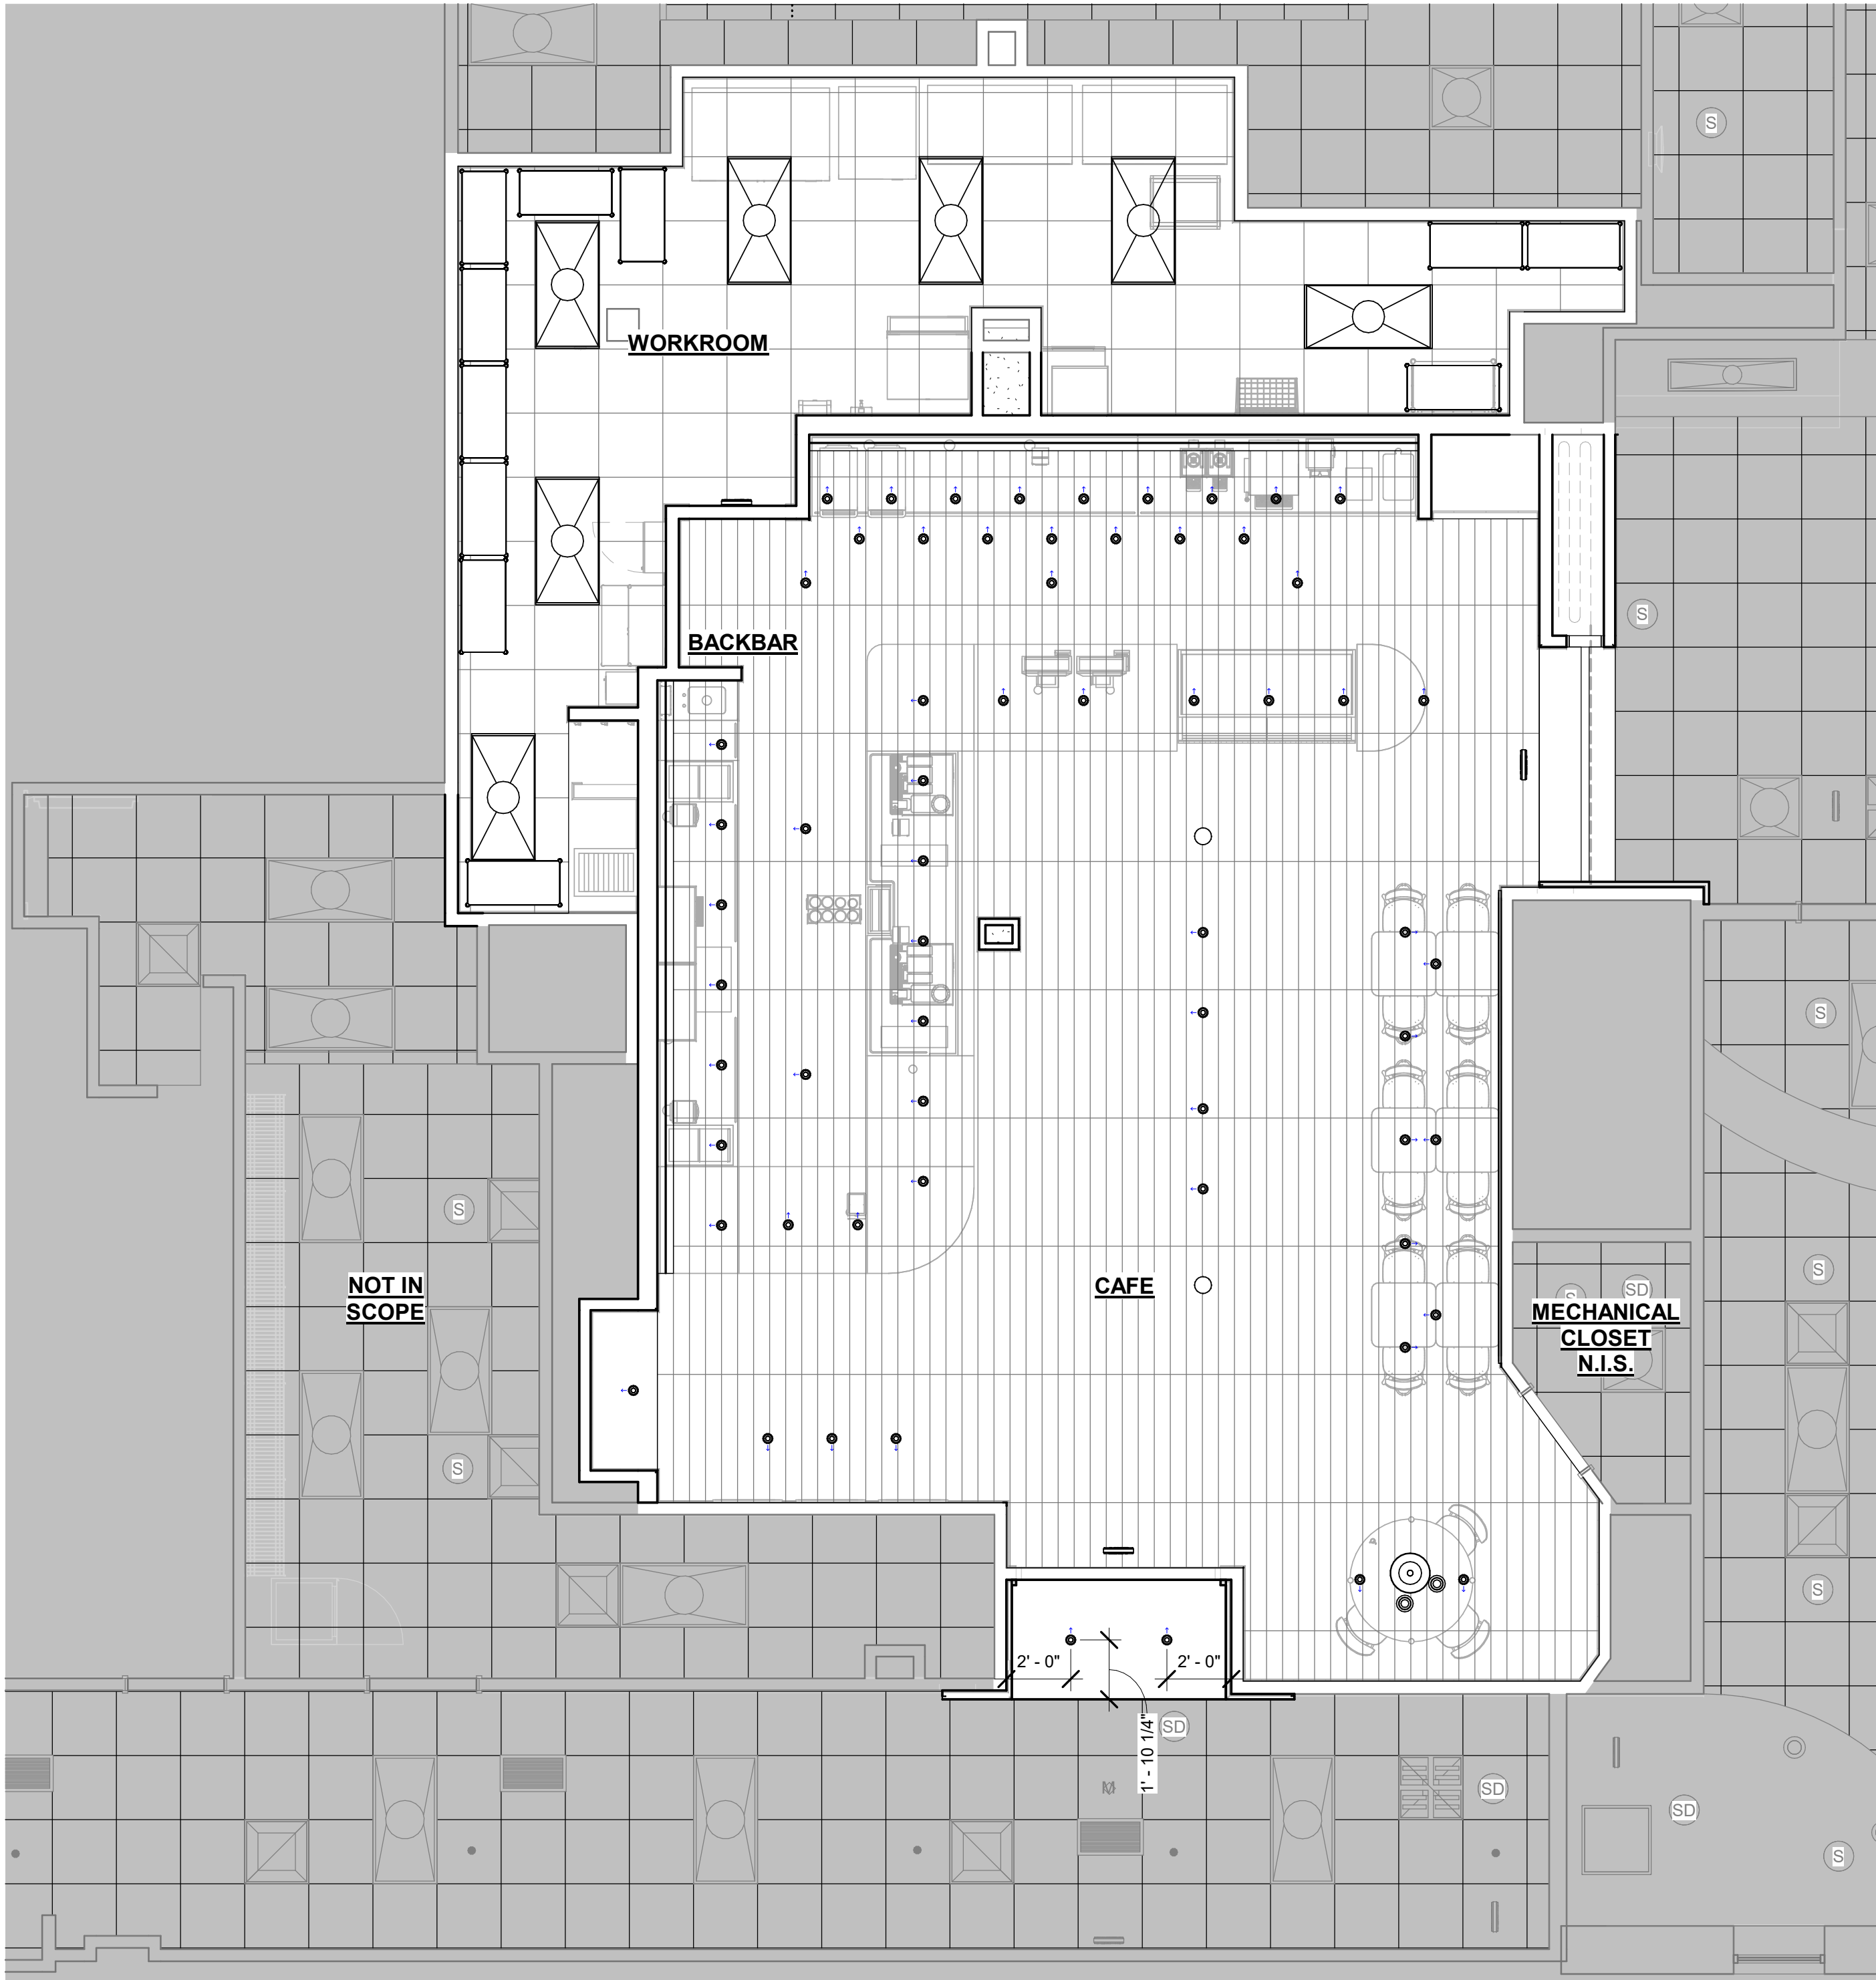 S
WORKROOM
S
BACKBAR
S
S
S
CAFE
NOT IN
SCOPE
S
SD
MECHANICAL
CLOSET
N.I.S.
S
S
S
2' - 0"
2' - 0"
1' - 10 1/4"
SD
SD
SD
S